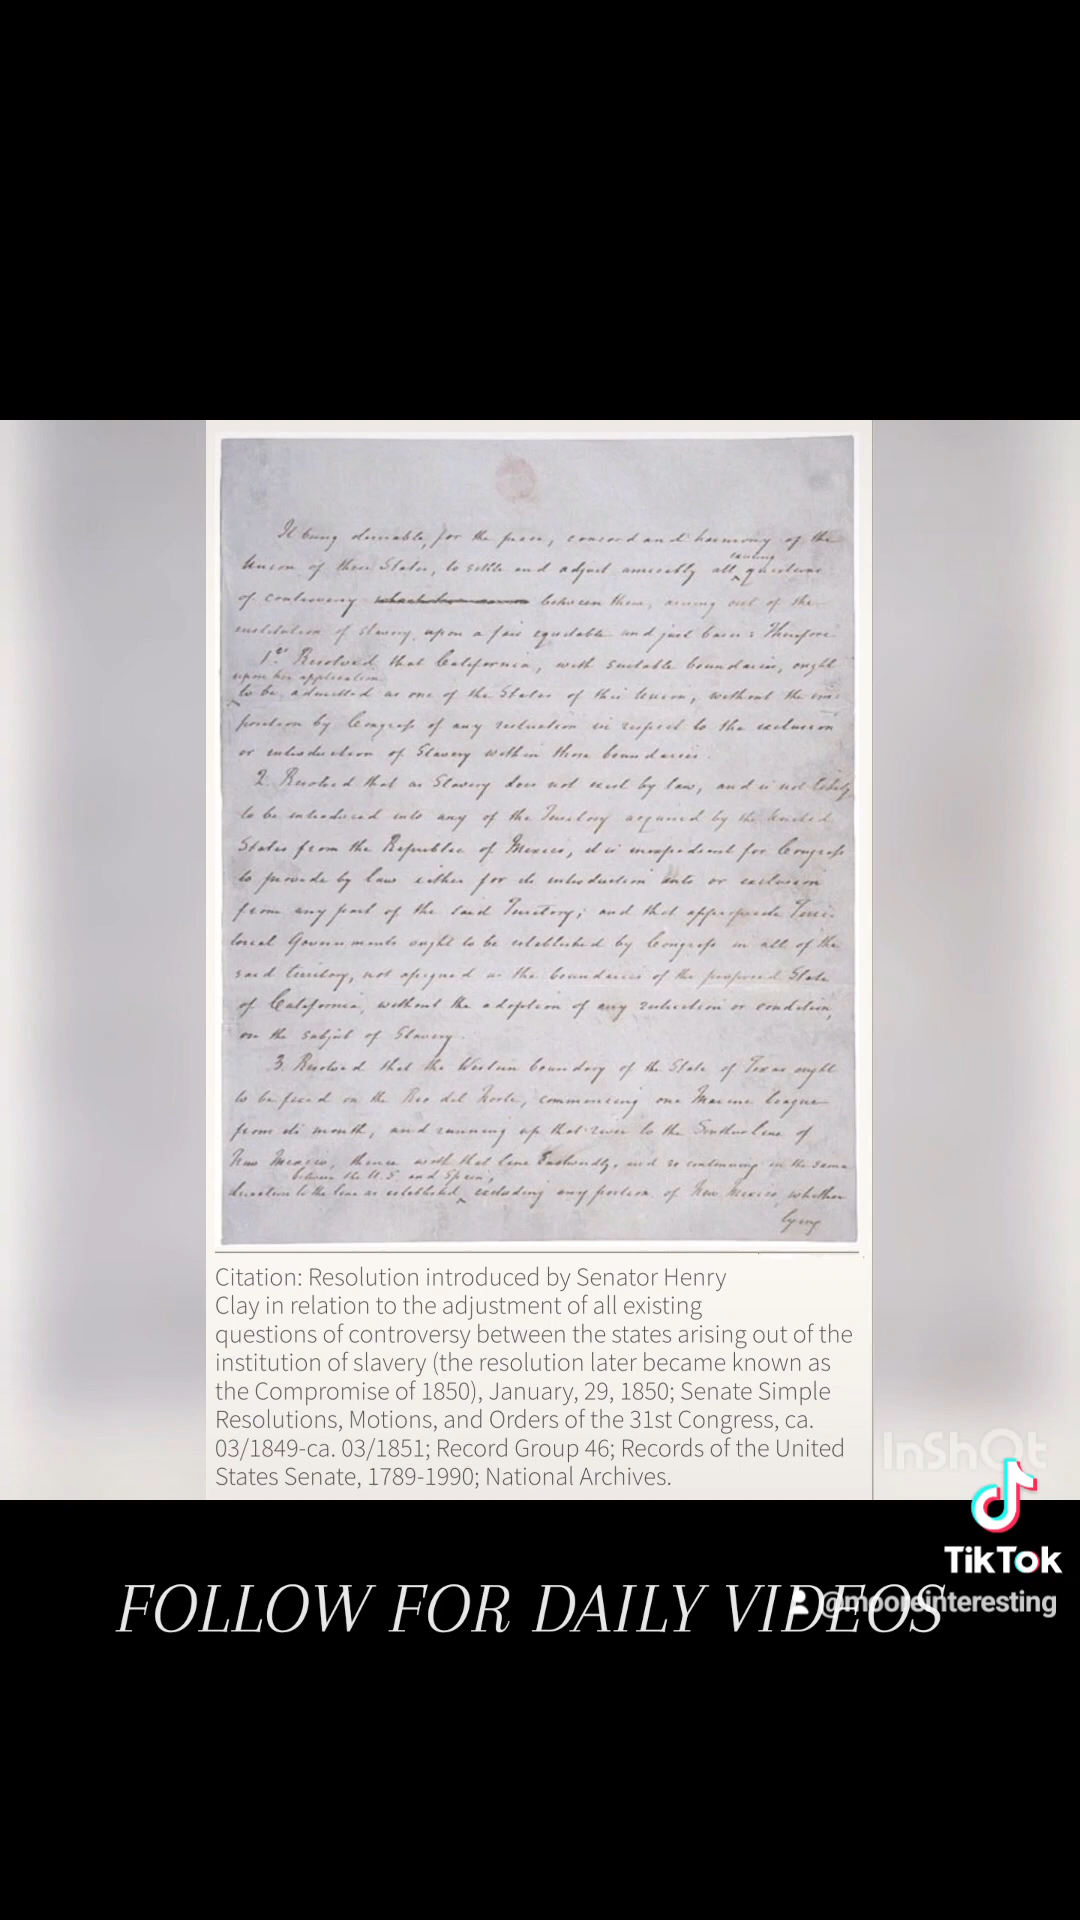 It being desirable, for the peace, concord and harmony of the
Union of these States, to settle and adjust amicably all existing questions
of controversy between them, arising out of the
institution of slavery, upon a fair equitable and just basis: Therefore
1st. Resolved that California, with suitable boundaries, ought
upon her application
to be admitted as one of the States of this Union, without the im-
position by Congress of any restriction in respect to the exclusion
or introduction of Slavery within those boundaries.
2. Resolved that as Slavery does not exist by law, and is not likely
to be introduced into any of the Territory acquired by the United
States from the Republic of Mexico, it is inexpedient for Congress
to provide by law either for its introduction into or exclusion
from any part of the said Territory; and that appropriate Terri-
torial Governments ought to be established by Congress in all of the
said territory, not assigned as the boundaries of the proposed State
of California, without the adoption of any restriction or condition,
on the subject of Slavery.
3. Resolved that the Western boundary of the State of Texas ought
to be fixed on the Rio del Norte, commencing one Marine league
from its mouth, and running up that river to the Southern line of
New Mexico, thence with that line Eastwardly, and so continuing in the same
between the U.S. and Spain,
direction to the line as established, excluding any portion of New Mexico, whether
lying
Citation: Resolution introduced by Senator Henry
Clay in relation to the adjustment of all existing
questions of controversy between the states arising out of the
institution of slavery (the resolution later became known as
the Compromise of 1850), January, 29, 1850; Senate Simple
Resolutions, Motions, and Orders of the 31st Congress, ca.
03/1849-ca. 03/1851; Record Group 46; Records of the United
States Senate, 1789-1990; National Archives.
InShOt
TikTok
@mooreinteresting
FOLLOW FOR DAILY VIDEOS